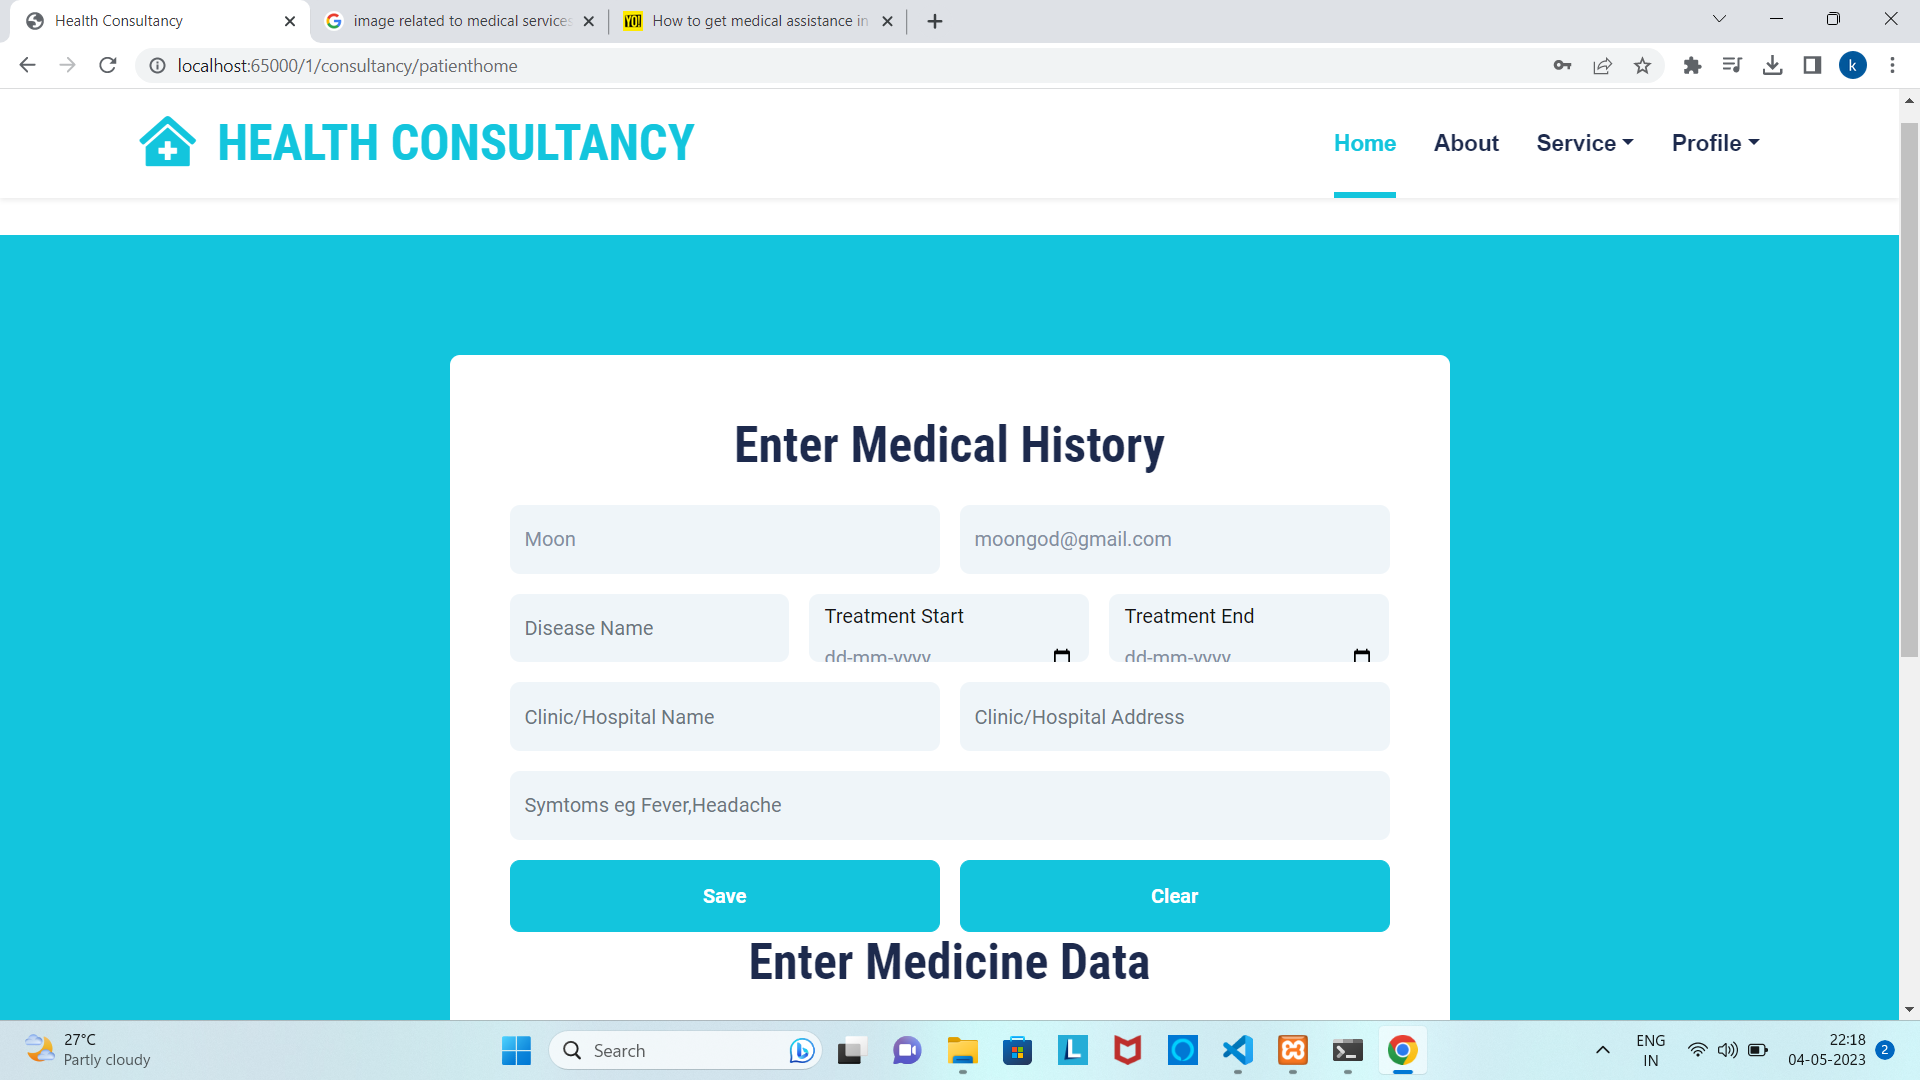 Health Consultancy
image related to medical services
How to get medical assistance in
localhost:65000/1/consultancy/patienthome
k
HEALTH CONSULTANCY
Home
About
Service
Profile
Enter Medical History
Moon
moongod@gmail.com
Disease Name
Treatment Start
dd-mm-yyyy
Treatment End
dd-mm-yyyy
Clinic/Hospital Name
Clinic/Hospital Address
Symtoms eg Fever,Headache
Save
Clear
Enter Medicine Data
27°C
Partly cloudy
Search
ENG
IN
22:18
04-05-2023
2